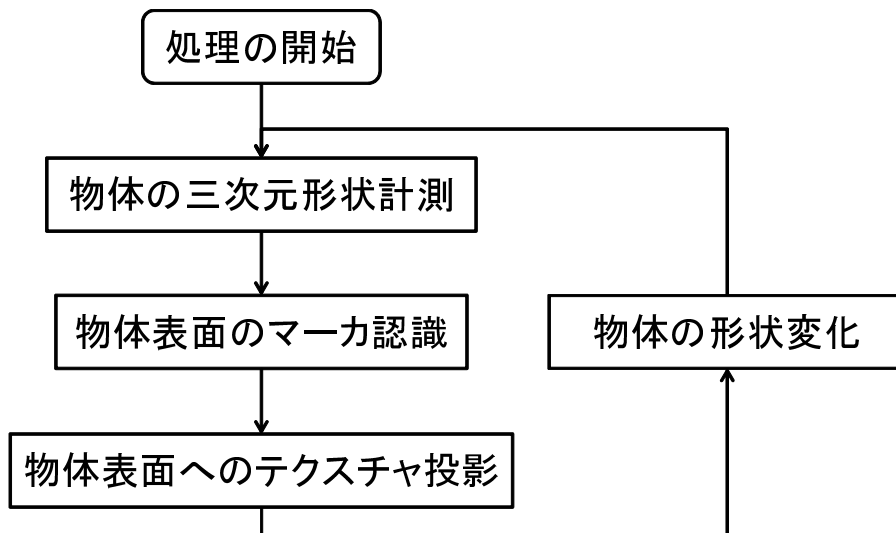 処理の開始
物体の三次元形状計測
物体表面のマーカ認識
物体の形状変化
物体表面へのテクスチャ投影